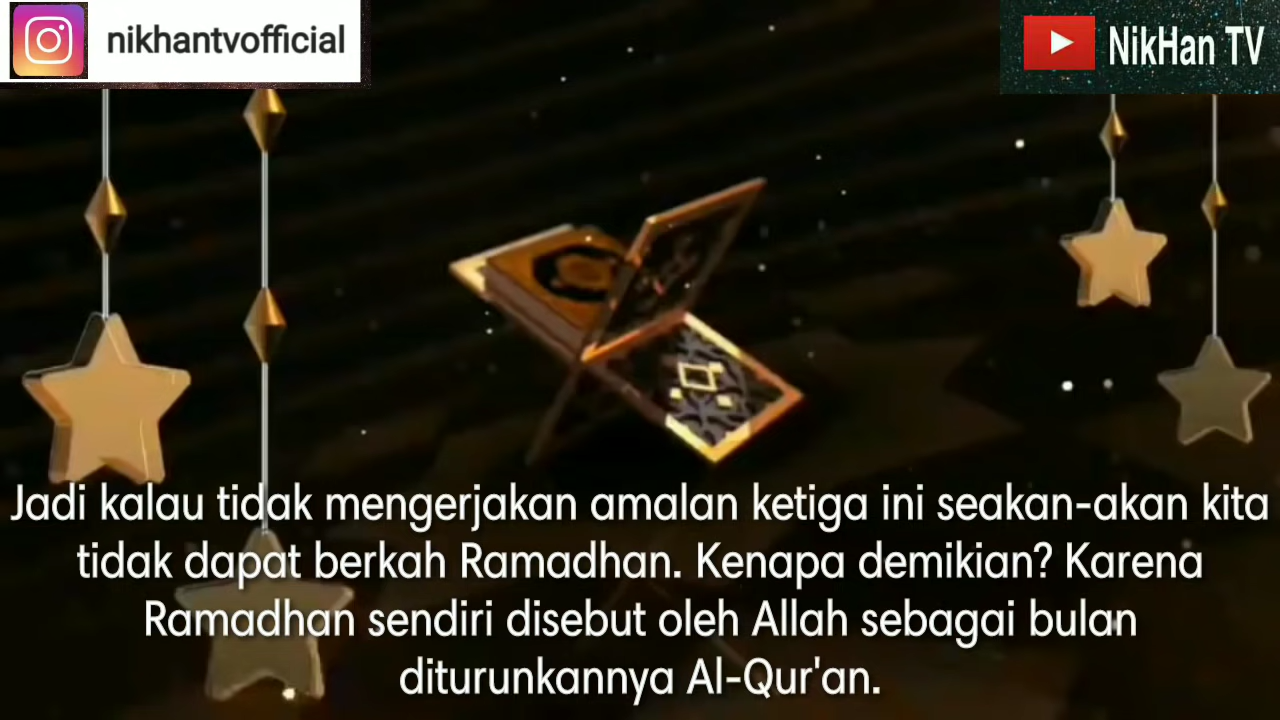 nikhantvofficial
NikHan TV
Jadi kalau tidak mengerjakan amalan ketiga ini seakan-akan kita
tidak dapat berkah Ramadhan. Kenapa demikian? Karena
Ramadhan sendiri disebut oleh Allah sebagai bulan
diturunkannya Al-Qur'an.